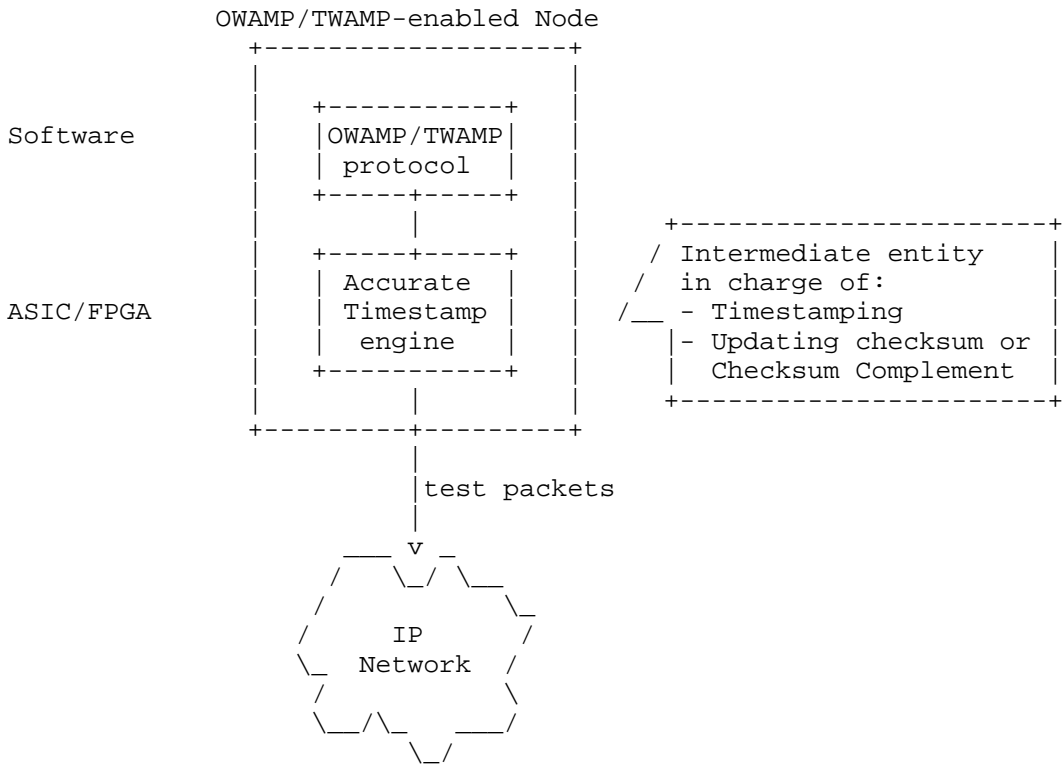 OWAMP/TWAMP-enabled Node
Software
OWAMP/TWAMP
protocol
ASIC/FPGA
Accurate
Timestamp
engine
Intermediate entity
in charge of:
- Timestamping
- Updating checksum or
Checksum Complement
test packets
IP
Network